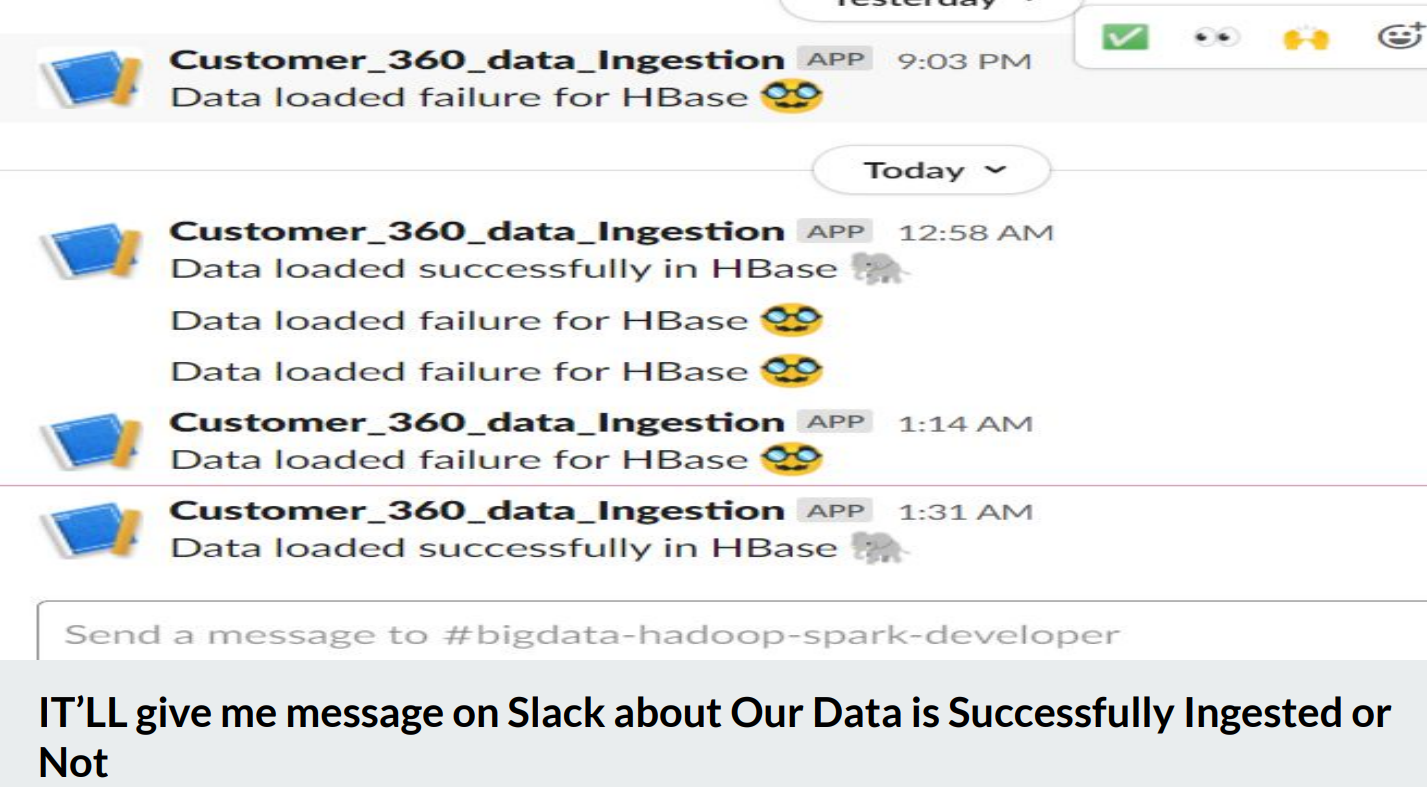 Yesterday
Customer_360_data_Ingestion APP 9:03 PM
Data loaded failure for HBase
Today
Customer_360_data_Ingestion APP 12:58 AM
Data loaded successfully in HBase
Data loaded failure for HBase
Data loaded failure for HBase
Customer_360_data_Ingestion APP 1:14 AM
Data loaded failure for HBase
Customer_360_data_Ingestion APP 1:31 AM
Data loaded successfully in HBase
Send a message to #bigdata-hadoop-spark-developer
IT’LL give me message on Slack about Our Data is Successfully Ingested or
Not